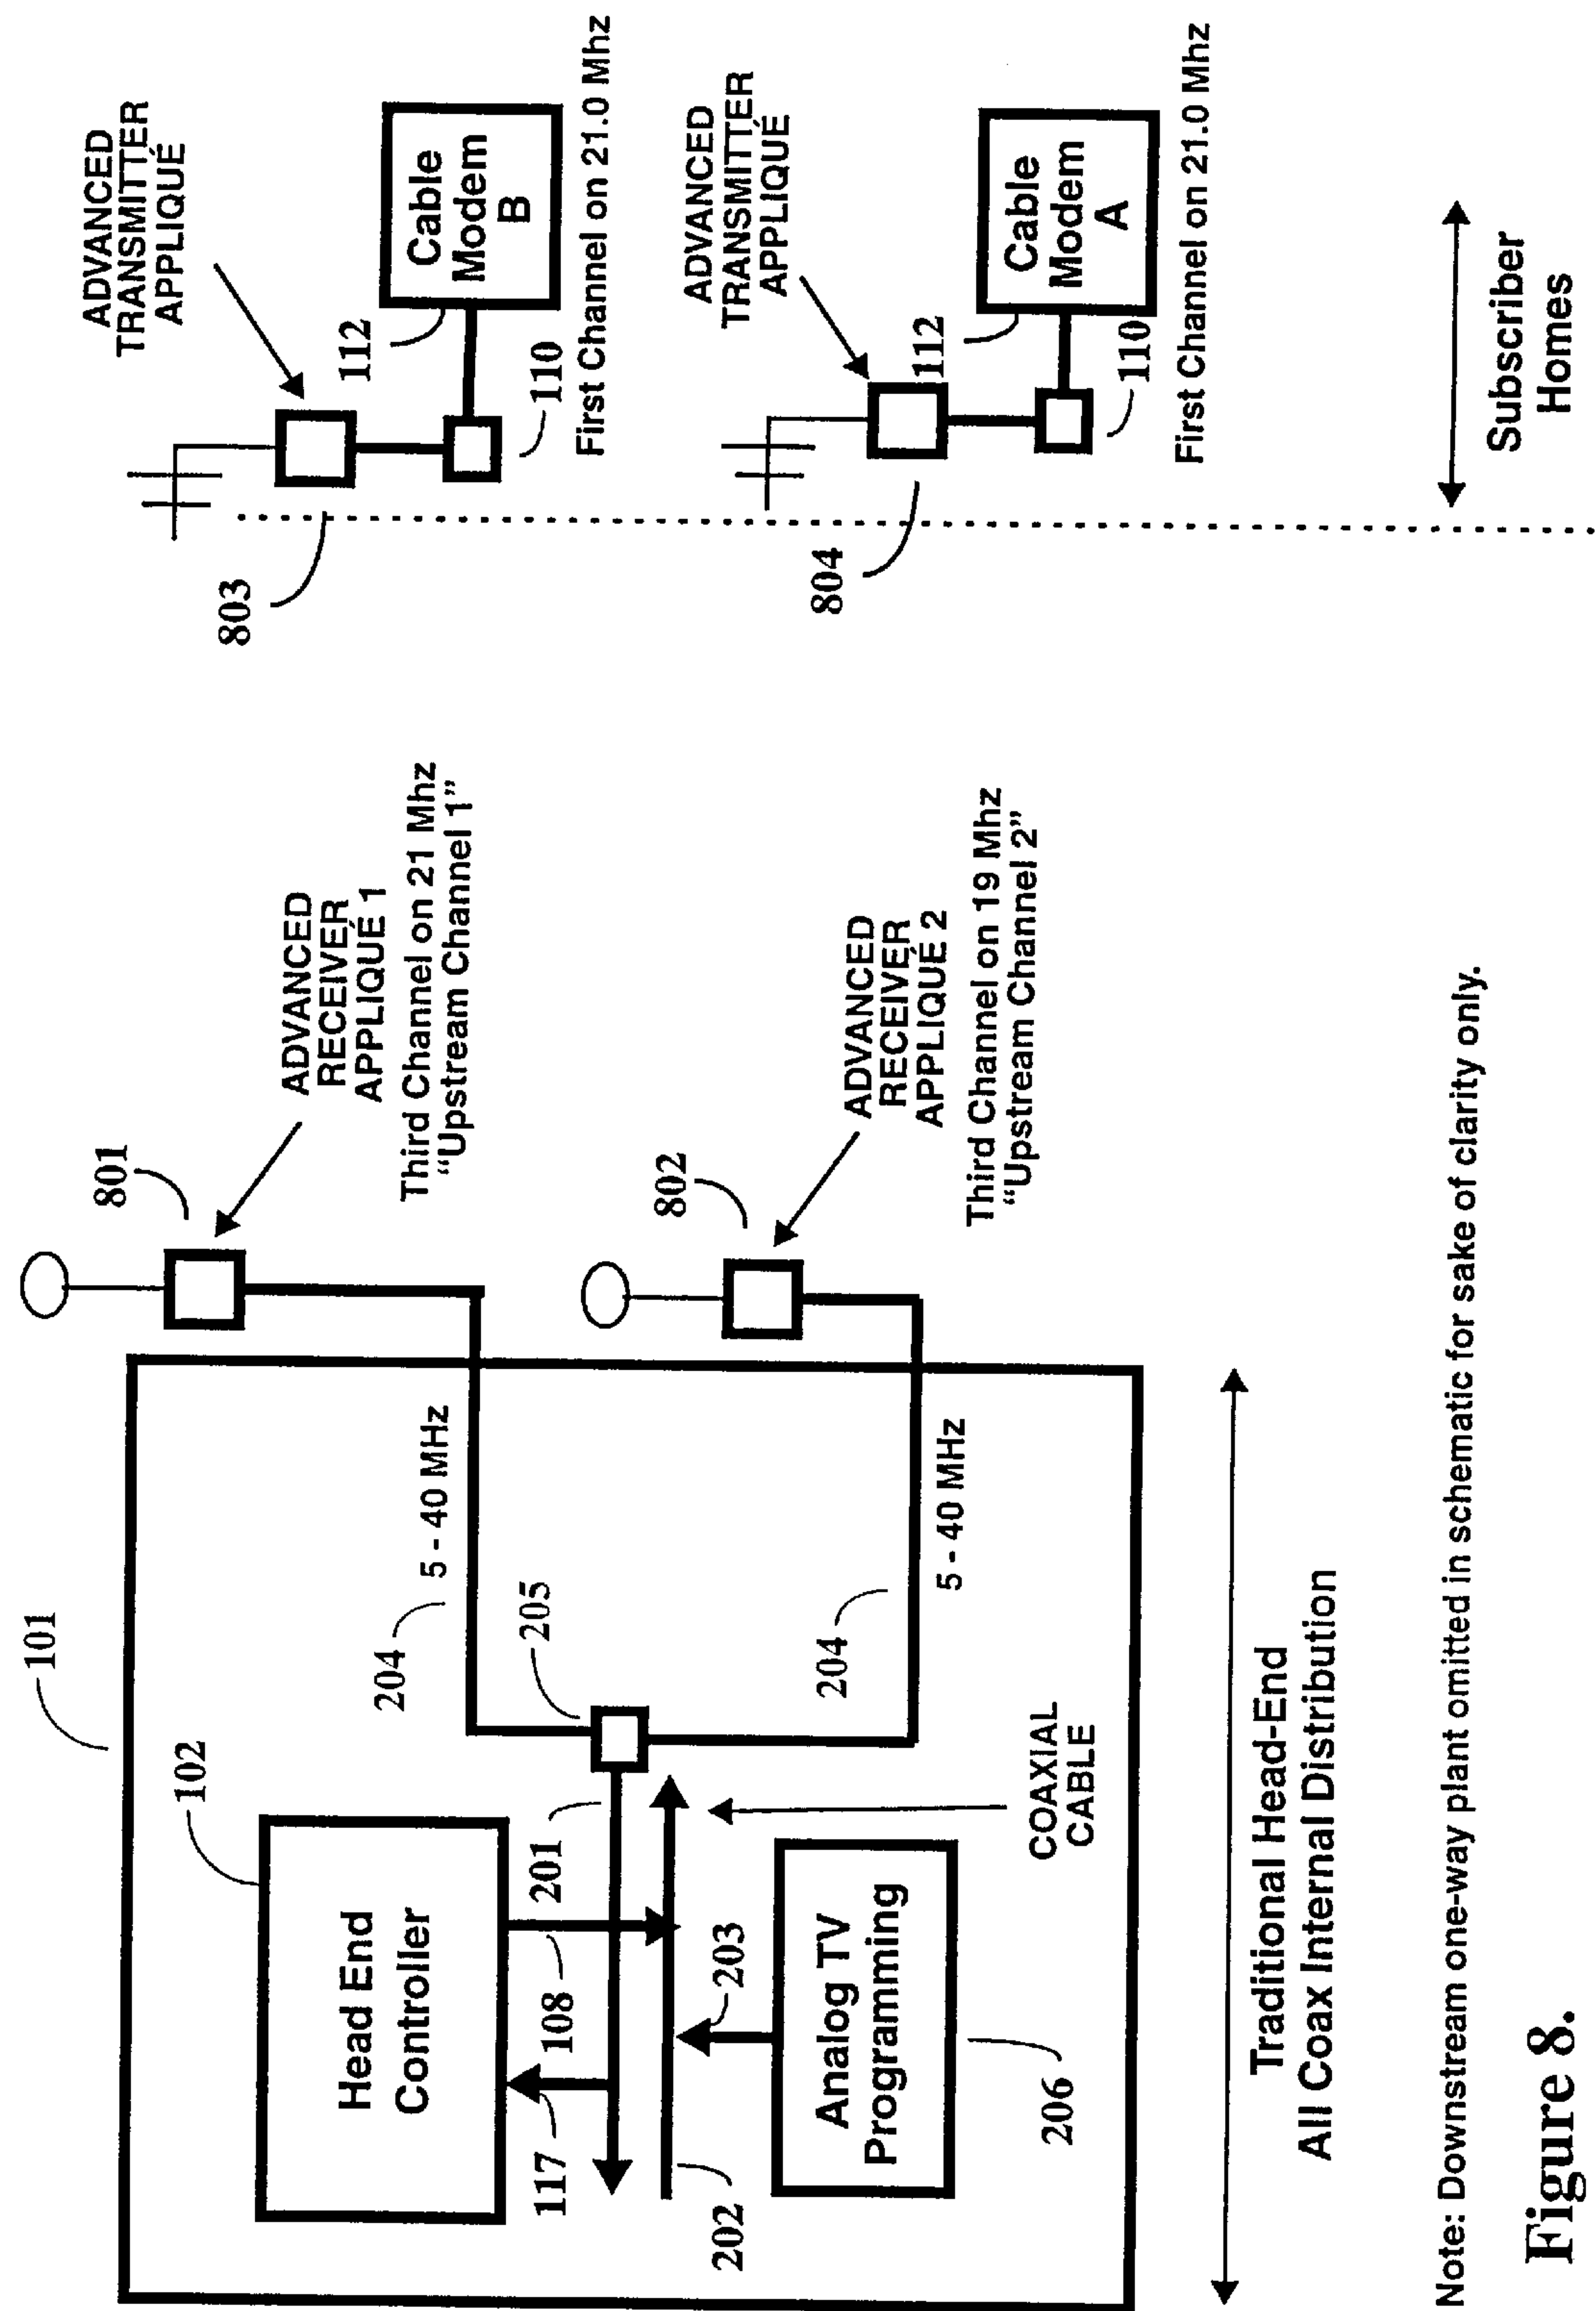 101
102
Head End
Controller
117
108
201
202
203
Analog TV
Programming
206
COAXIAL
CABLE
204
205
5 - 40 MHz
204
5 - 40 MHz
Traditional Head-End
All Coax Internal Distribution
801
ADVANCED
RECEIVER
APPLIQUÉ 1
Third Channel on 21 Mhz
“Upstream Channel 1”
802
ADVANCED
RECEIVER
APPLIQUÉ 2
Third Channel on 19 Mhz
“Upstream Channel 2”
803
ADVANCED
TRANSMITTER
APPLIQUÉ
112
Cable
Modem
B
110
First Channel on 21.0 Mhz
804
ADVANCED
TRANSMITTER
APPLIQUÉ
112
Cable
Modem
A
110
First Channel on 21.0 Mhz
Subscriber
Homes
Note: Downstream one-way plant omitted in schematic for sake of clarity only.
Figure 8.